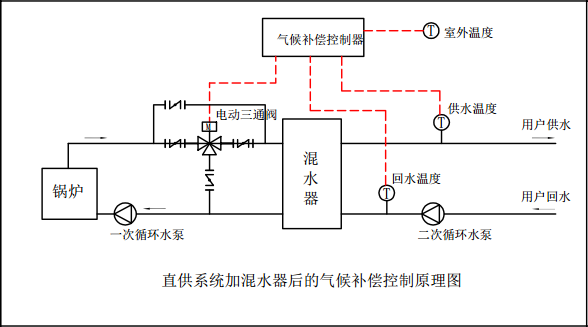 气候补偿控制器
T
室外温度
电动三通阀
M
供水温度
T
用户供水
锅炉
混水器
回水温度
T
用户回水
一次循环水泵
二次循环水泵
直供系统加混水器后的气候补偿控制原理图